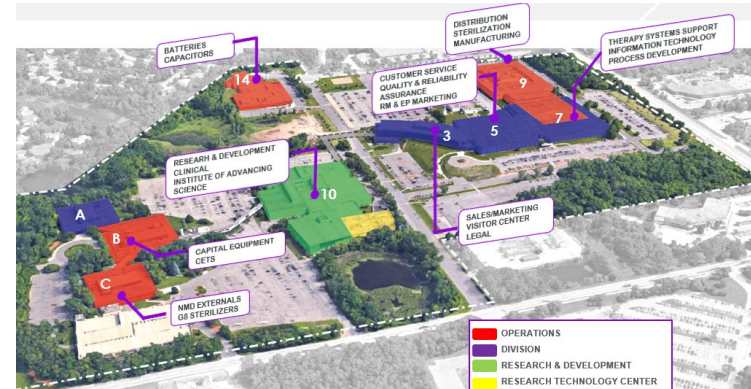 BATTERIES
CAPACITORS
DISTRIBUTION
STERILIZATION
MANUFACTURING
THERAPY SYSTEMS SUPPORT
INFORMATION TECHNOLOGY
PROCESS DEVELOPMENT
CUSTOMER SERVICE
QUALITY & RELIABILITY
ASSURANCE
RM & EP MARKETING
14
9
7
5
3
RESEARH & DEVELOPMENT
CLINICAL
INSTITUTE OF ADVANCING
SCIENCE
10
A
B
C
SALES/MARKETING
VISITOR CENTER
LEGAL
CAPITAL EQUIPMENT
CETS
NMD EXTERNALS
G8 STERILIZERS
OPERATIONS
DIVISION
RESEARCH & DEVELOPMENT
RESEARCH TECHNOLOGY CENTER